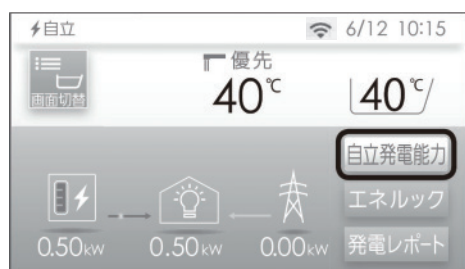 自立 6/12 10:15
画面切替
優先
40℃ 40℃
自立発電能力
エネルック
0.50kw 0.50kw 0.00kw 発電レポート